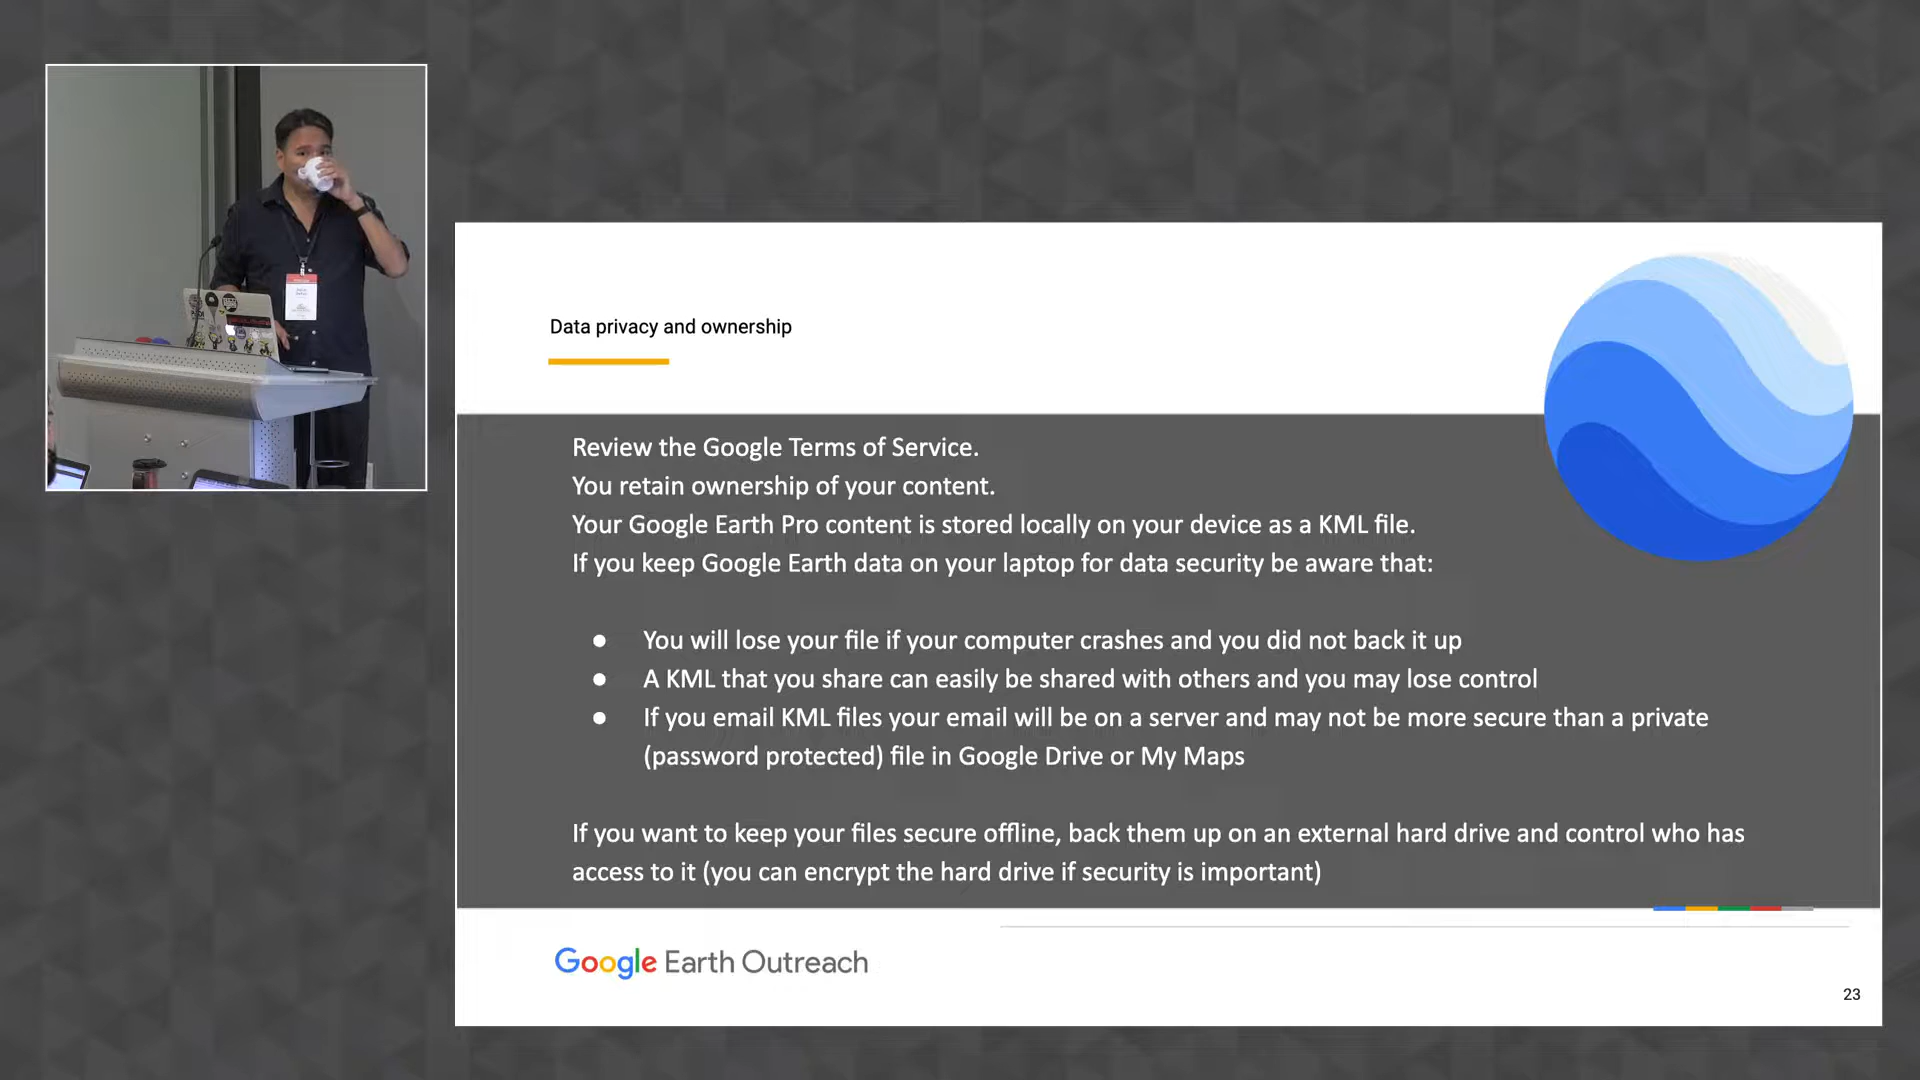 Data privacy and ownership
Review the Google Terms of Service.
You retain ownership of your content.
Your Google Earth Pro content is stored locally on your device as a KML file.
If you keep Google Earth data on your laptop for data security be aware that:
● You will lose your file if your computer crashes and you did not back it up
● A KML that you share can easily be shared with others and you may lose control
● If you email KML files your email will be on a server and may not be more secure than a private
(password protected) file in Google Drive or My Maps
If you want to keep your files secure offline, back them up on an external hard drive and control who has
access to it (you can encrypt the hard drive if security is important)
Google Earth Outreach
23